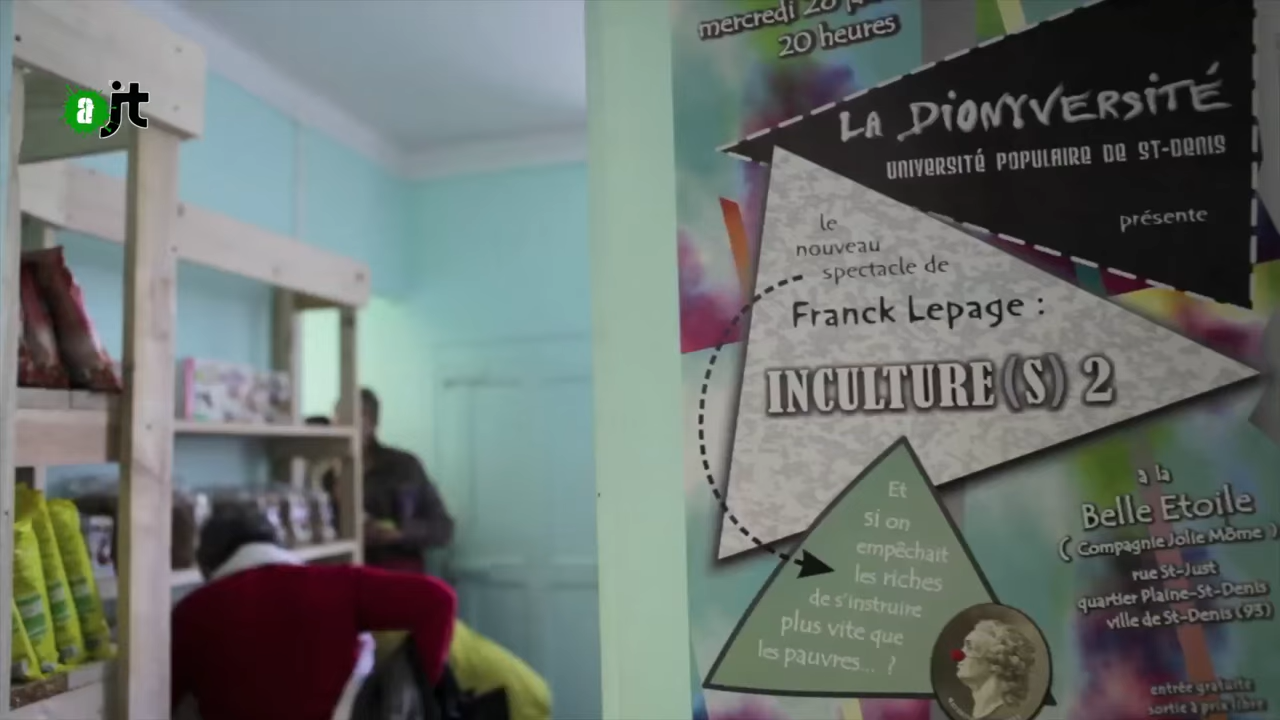 ajt
mercredi 20
20 heures
LA DIONYVERSITÉ
UNIVERSITÉ POPULAIRE DE ST-DENIS
présente
le
nouveau
spectacle de
Franck Lepage :
INCULTURE(S) 2
Et
si on
empêchait
les riches
de s'instruire
plus vite que
les pauvres... ?
à la
Belle Etoile
( Compagnie Jolie Môme )
rue St-Just
quartier Plaine-St-Denis
ville de St-Denis (93)
entrée gratuite
sortie à prix libre